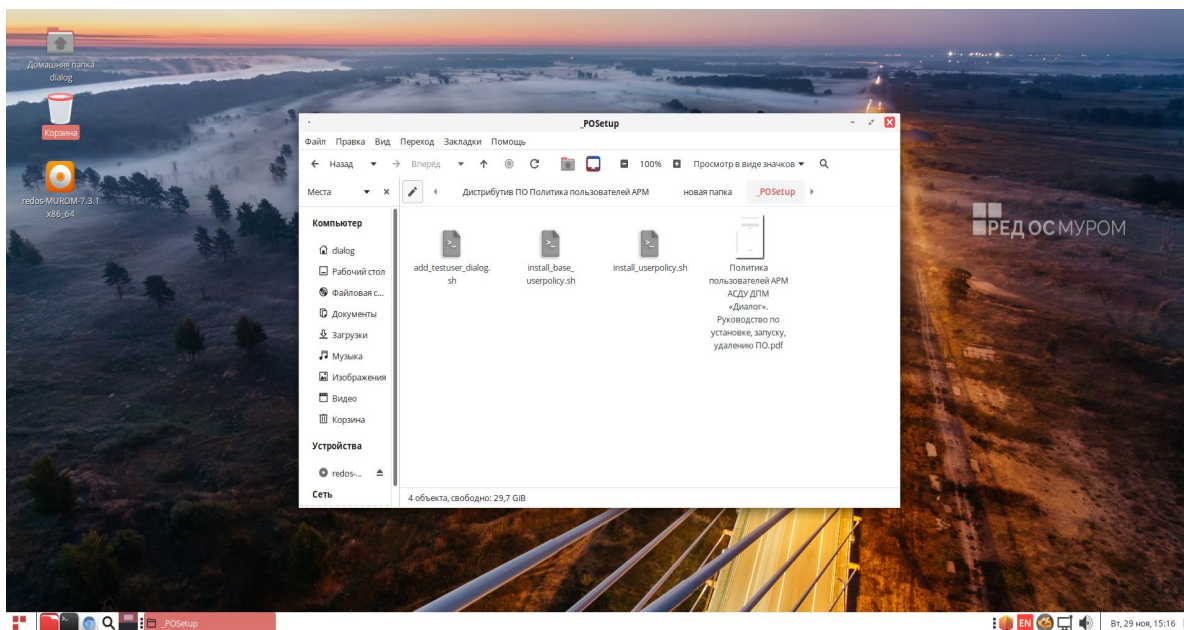 Домашняя папка
dialog
Корзина
redos-MUROM-7.3.1
x86_64
_POSetup
Файл Правка Вид Переход Закладки Помощь
Назад Вперёд 100% Просмотр в виде значков
Места
Дистрибутив ПО Политика пользователей АРМ новая папка _POSetup
Компьютер
dialog
Рабочий стол
Файловая с...
Документы
Загрузки
Музыка
Изображения
Видео
Корзина
Устройства
redos-...
Сеть
add_testuser_dialog.
sh
install_base_
userpolicy.sh
install_userpolicy.sh
Политика
пользователей АРМ
АСДУ ДПМ
«Диалог».
Руководство по
установке, запуску,
удалению ПО.pdf
4 объекта, свободно: 29,7 GiB
РЕД ОС МУРОМ
_POSetup
EN
Вт, 29 ноя, 15:16